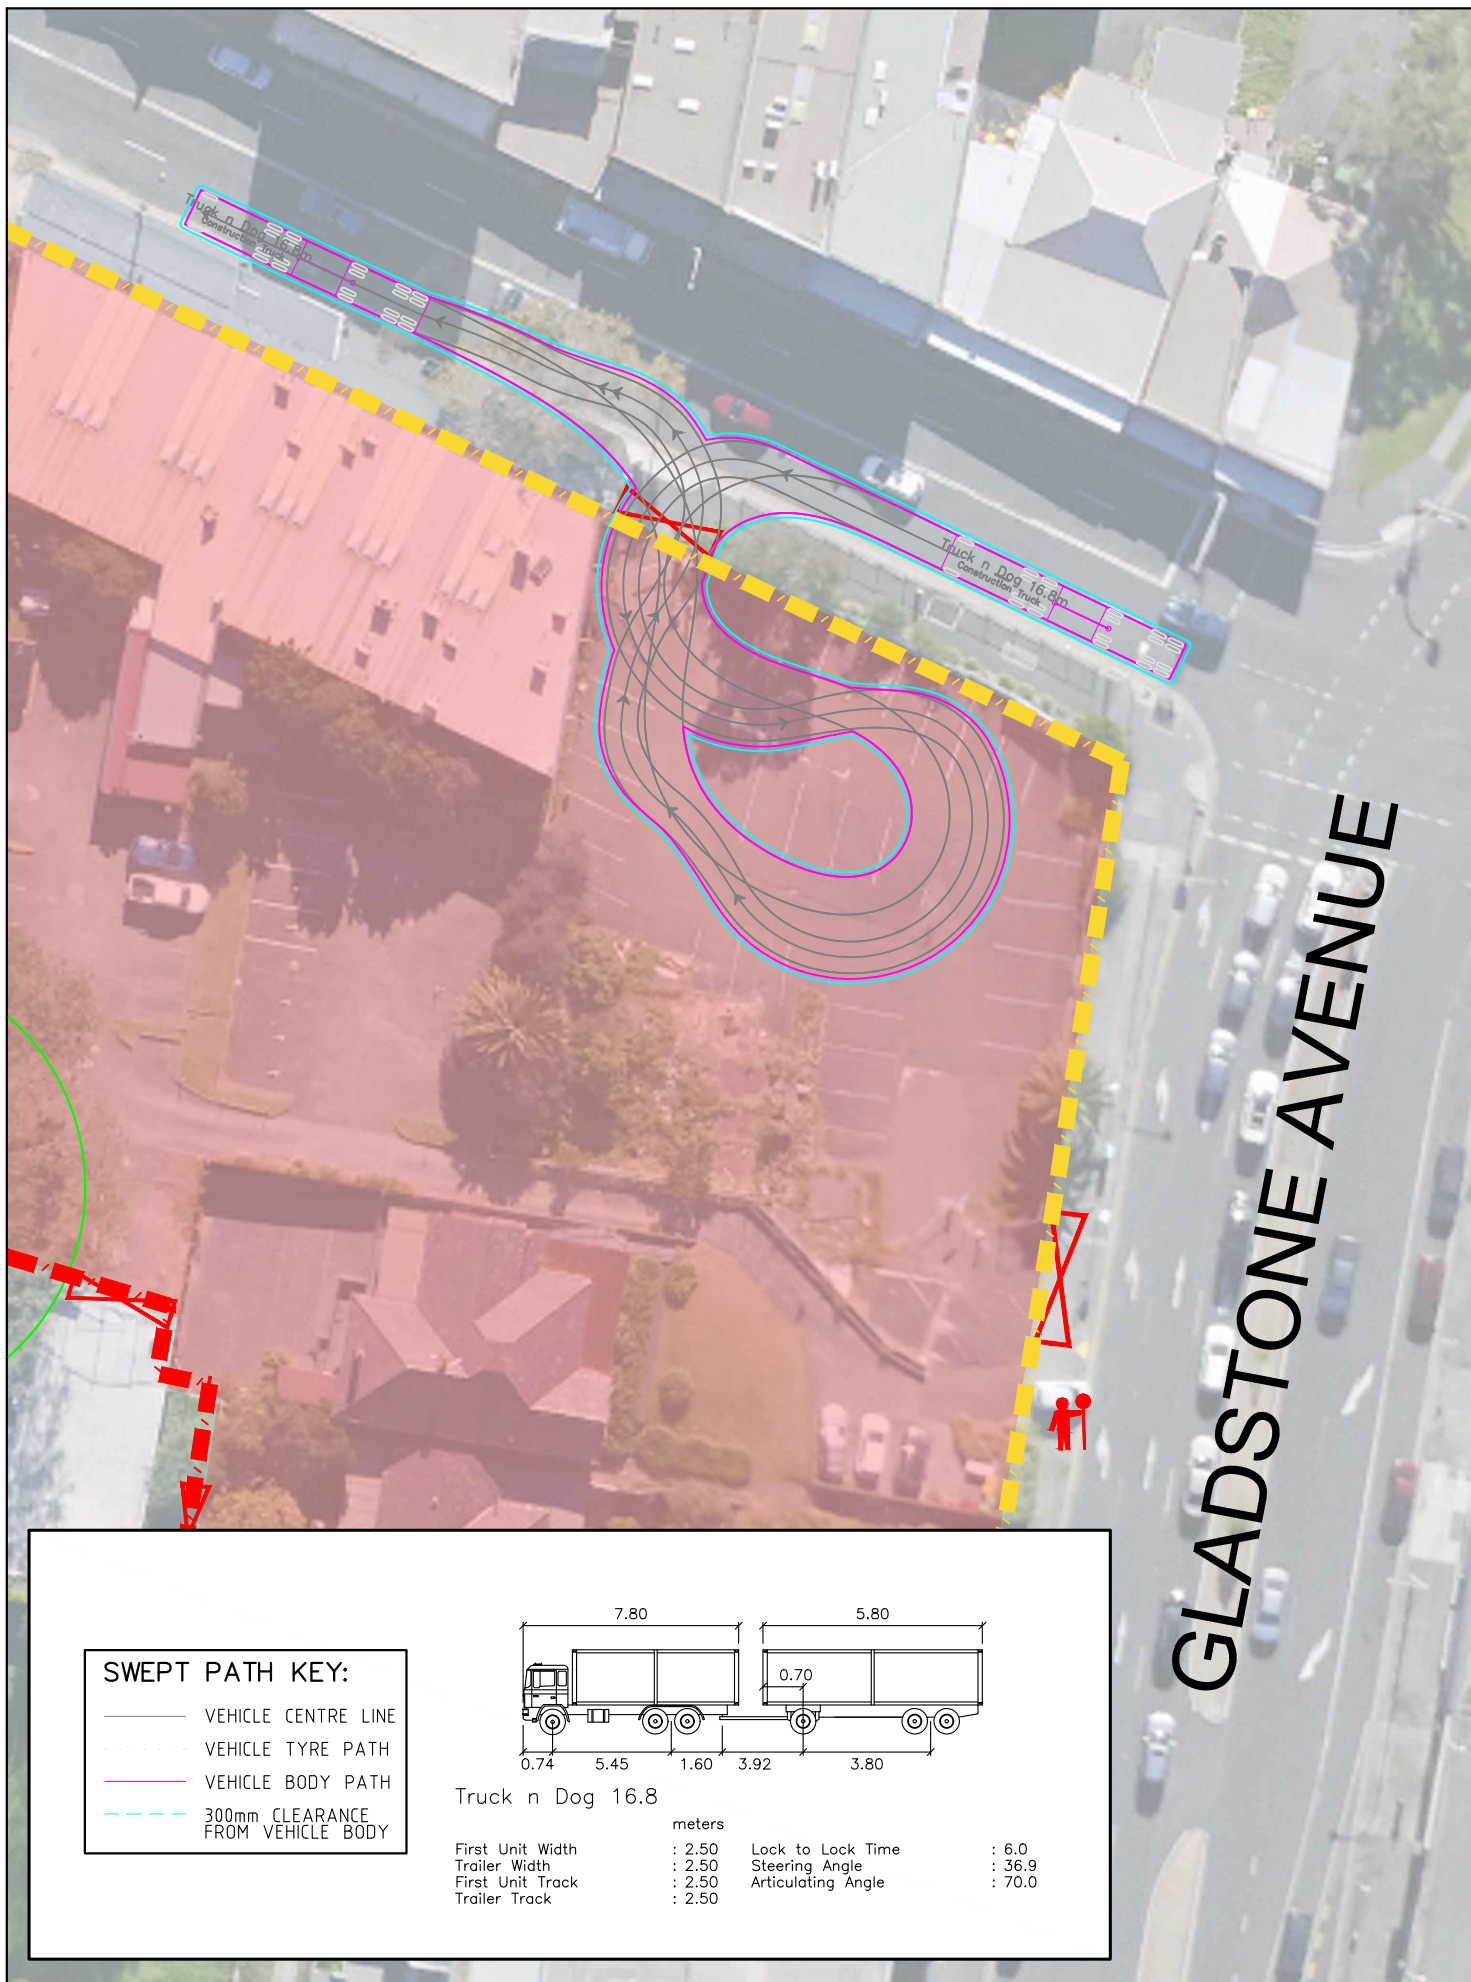 Truck n Dog 16.8m
Construction Truck
Truck n Dog 16.8m
Construction Truck
GLADSTONE AVENUE
SWEPT PATH KEY:
VEHICLE CENTRE LINE
VEHICLE TYRE PATH
VEHICLE BODY PATH
300mm CLEARANCE
FROM VEHICLE BODY
7.80 5.80
0.70
0.74 5.45 1.60 3.92 3.80
Truck n Dog 16.8
meters
First Unit Width : 2.50 Lock to Lock Time : 6.0
Trailer Width : 2.50 Steering Angle : 36.9
First Unit Track : 2.50 Articulating Angle : 70.0
Trailer Track : 2.50